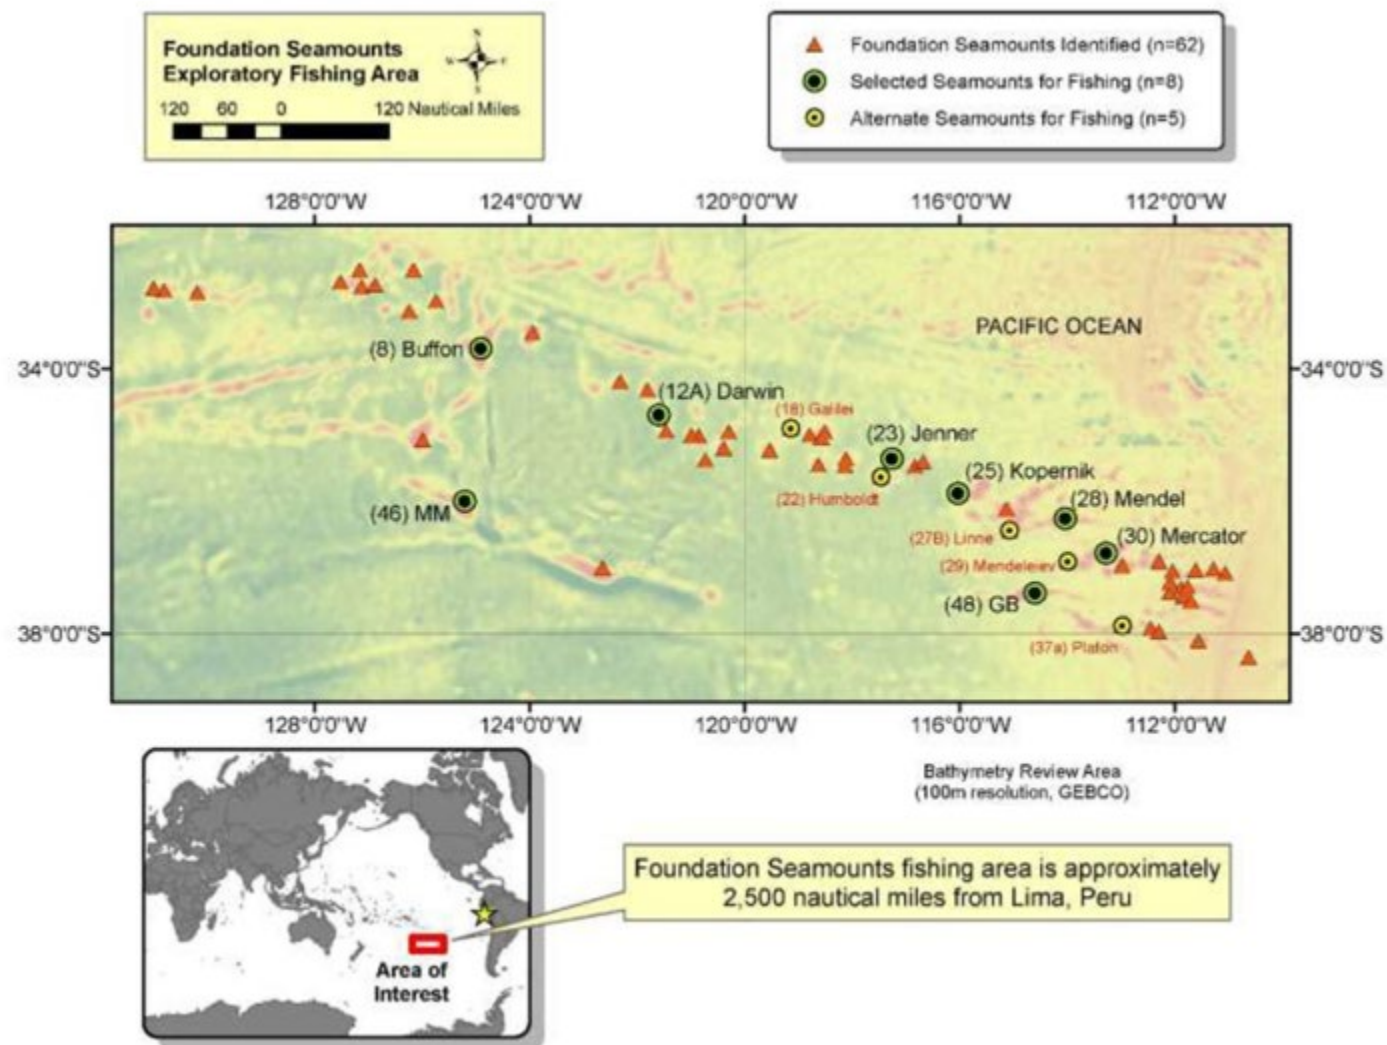 Foundation Seamounts
Exploratory Fishing Area
N
W
E
S
120 60 0 120 Nautical Miles
Foundation Seamounts Identified (n=62)
Selected Seamounts for Fishing (n=8)
Alternate Seamounts for Fishing (n=5)
128°0'0"W 124°0'0"W 120°0'0"W 116°0'0"W 112°0'0"W
PACIFIC OCEAN
(8) Buffon
34°0'0"S 34°0'0"S
(12A) Darwin
(18) Galilei
(23) Jenner
(25) Kopernik
(22) Humboldt
(28) Mendel
(46) MM
(27B) Linne
(30) Mercator
(29) Mendeleiev
(48) GB
38°0'0"S 38°0'0"S
(37a) Platon
128°0'0"W 124°0'0"W 120°0'0"W 116°0'0"W 112°0'0"W
Bathymetry Review Area
(100m resolution, GEBCO)
Foundation Seamounts fishing area is approximately
2,500 nautical miles from Lima, Peru
Area of
Interest